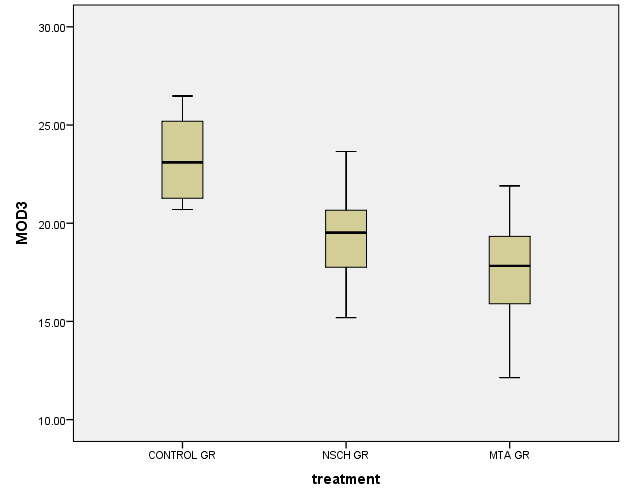 30.00
25.00
20.00
15.00
10.00
MOD3
CONTROL GR
NSCH GR
MTA GR
treatment